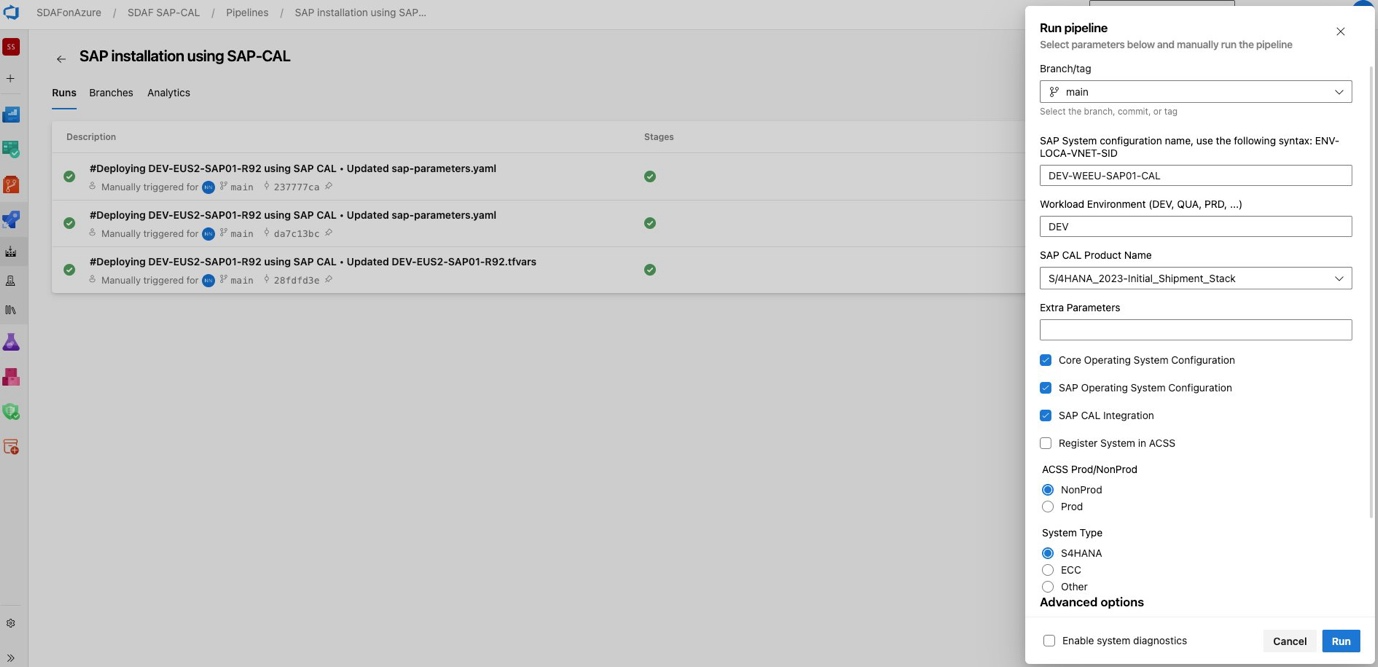 SDAFonAzure / SDAF SAP-CAL / Pipelines / SAP installation using SAP...
SS
SAP installation using SAP-CAL
Runs Branches Analytics
Description Stages
#Deploying DEV-EUS2-SAP01-R92 using SAP CAL • Updated sap-parameters.yaml
Manually triggered for main 237777ca
#Deploying DEV-EUS2-SAP01-R92 using SAP CAL • Updated sap-parameters.yaml
Manually triggered for main da7c13bc
#Deploying DEV-EUS2-SAP01-R92 using SAP CAL • Updated DEV-EUS2-SAP01-R92.tfvars
Manually triggered for main 28fdfd3e
Run pipeline
Select parameters below and manually run the pipeline
Branch/tag
main
Select the branch, commit, or tag
SAP System configuration name, use the following syntax: ENV-
LOCA-VNET-SID
DEV-WEEU-SAP01-CAL
Workload Environment (DEV, QUA, PRD, ...)
DEV
SAP CAL Product Name
S/4HANA_2023-Initial_Shipment_Stack
Extra Parameters
Core Operating System Configuration
SAP Operating System Configuration
SAP CAL Integration
Register System in ACSS
ACSS Prod/NonProd
NonProd
Prod
System Type
S4HANA
ECC
Other
Advanced options
Enable system diagnostics
Cancel Run